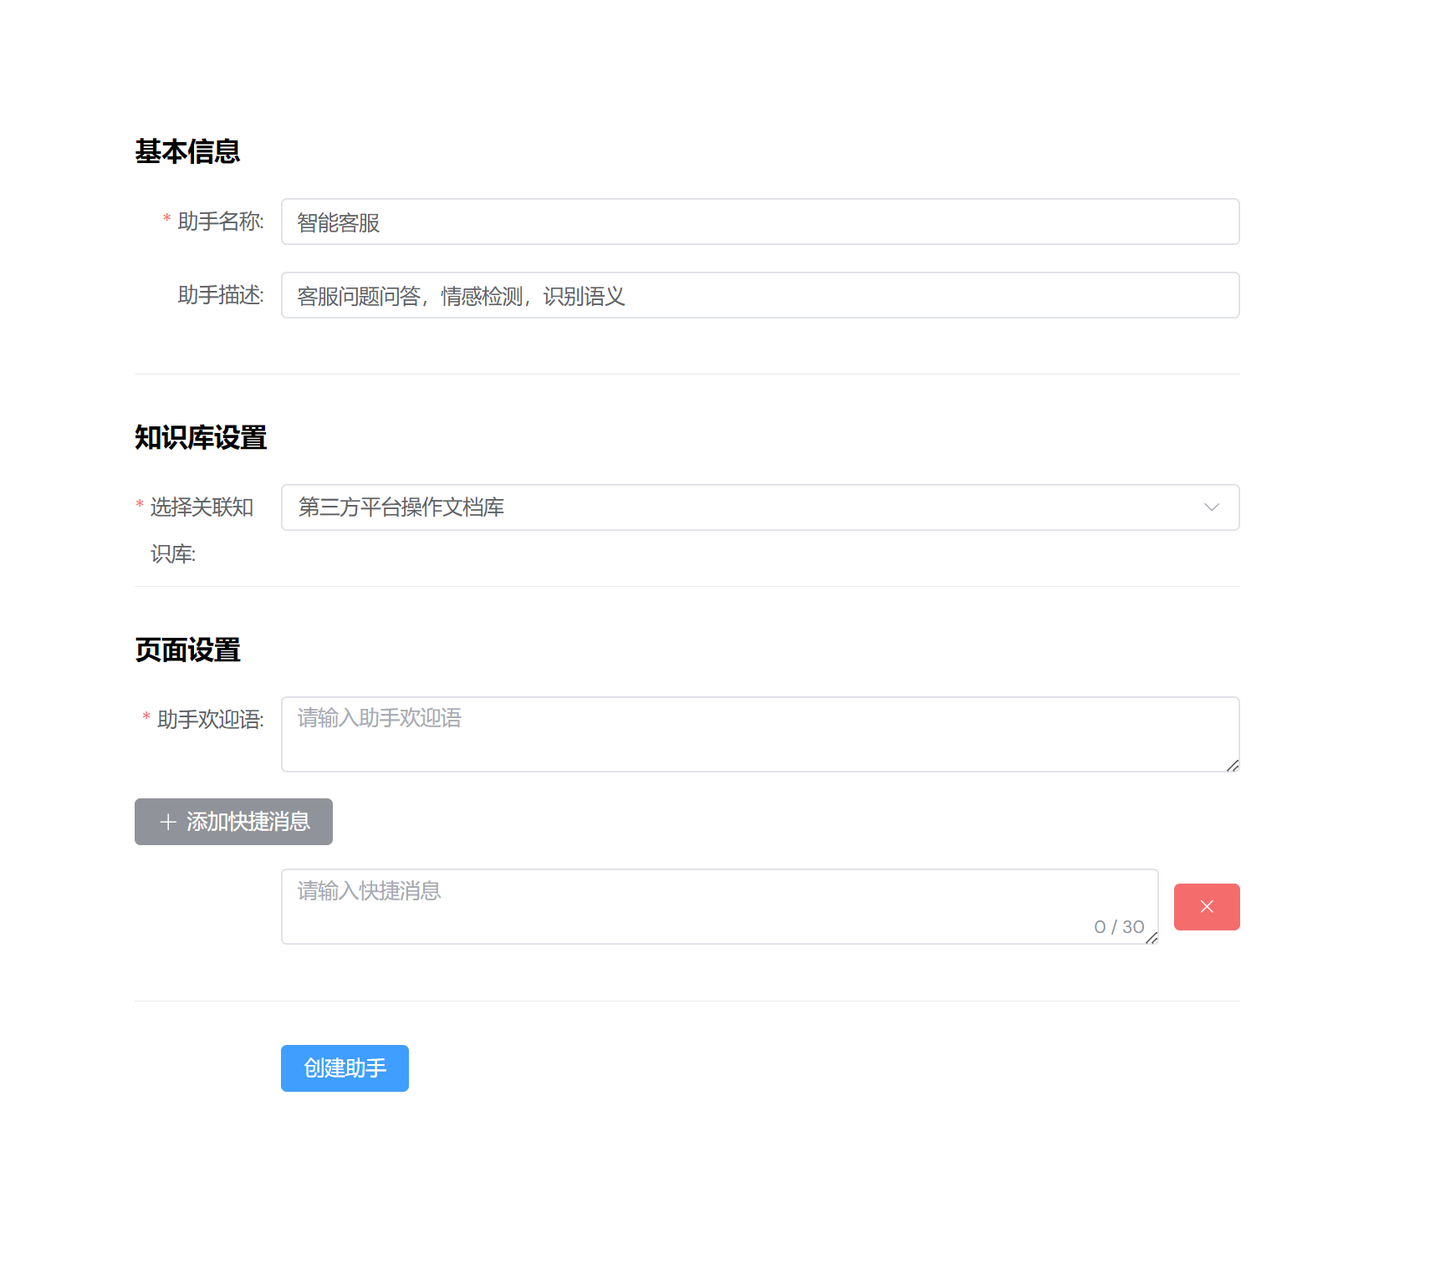 基本信息
* 助手名称: 智能客服
助手描述: 客服问题问答，情感检测，识别语义
知识库设置
* 选择关联知 第三方平台操作文档库
识库:
页面设置
* 助手欢迎语: 请输入助手欢迎语
添加快捷消息
请输入快捷消息
0 / 30
创建助手